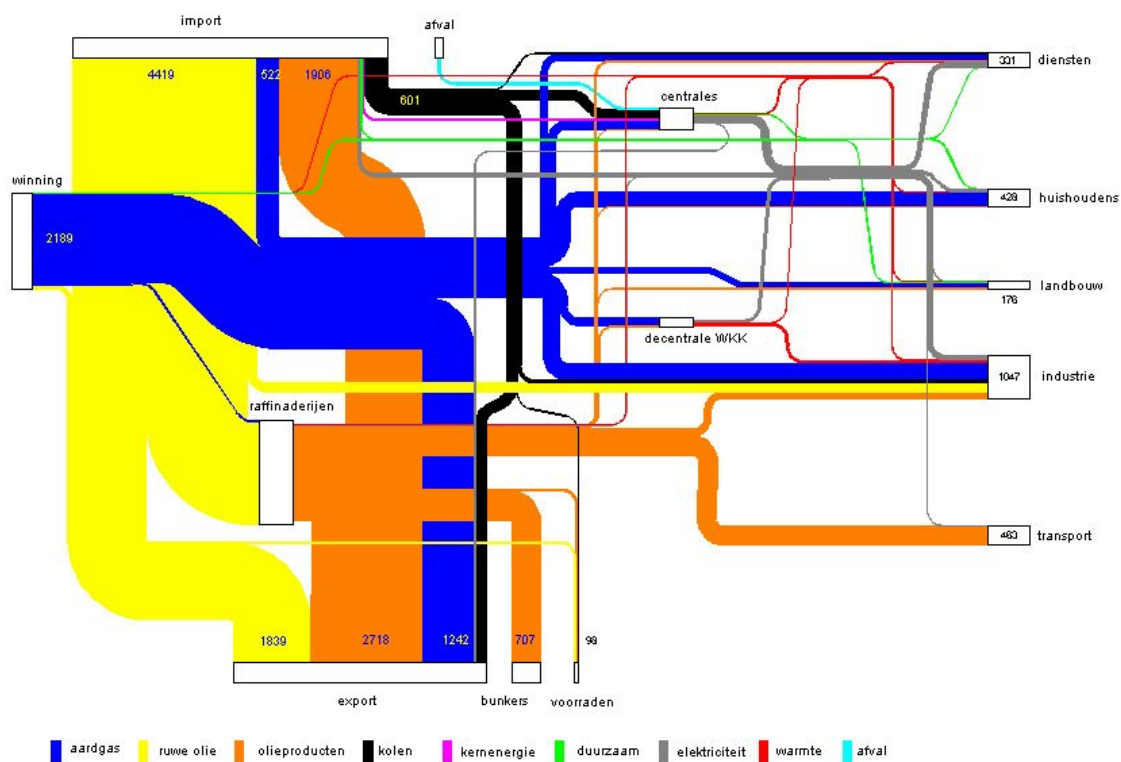 import
afval
4419
522
1906
601
centrales
331
diensten
winning
2189
428
huishoudens
landbouw
176
decentrale WKK
1047
industrie
raffinaderijen
463
transport
1839
2718
1242
707
98
export
bunkers
voorraden
aardgas
ruwe olie
olieproducten
kolen
kernenergie
duurzaam
elektriciteit
warmte
afval